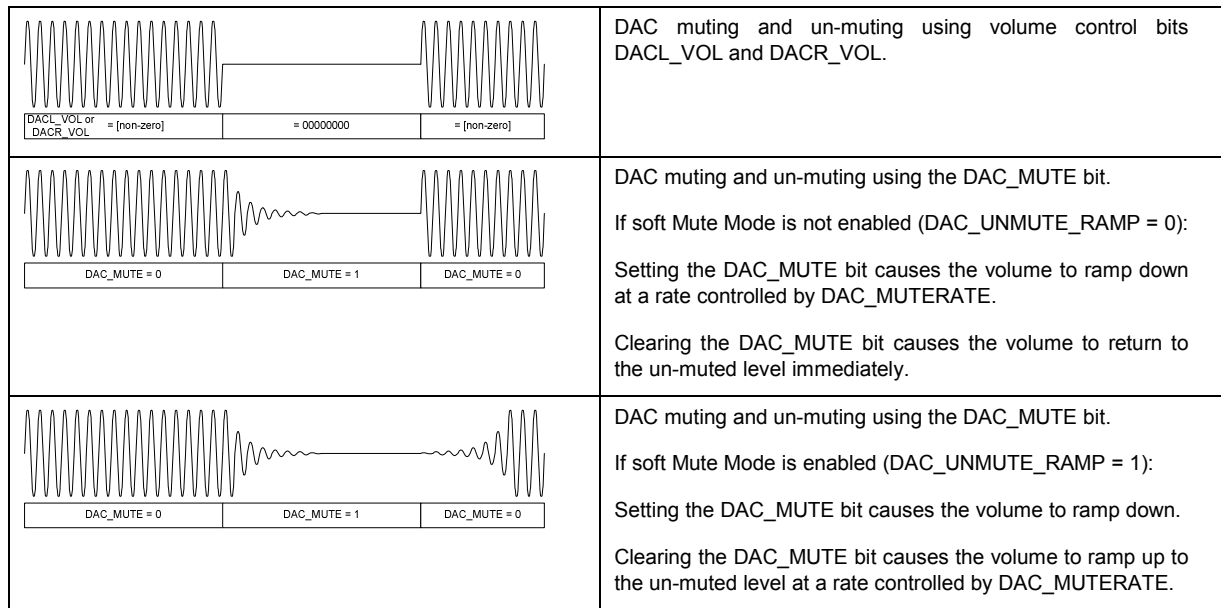 DACL_VOL or
DACR_VOL
= [non-zero]
= 00000000
= [non-zero]
DAC muting and un-muting using volume control bits
DACL_VOL and DACR_VOL.
DAC_MUTE = 0
DAC_MUTE = 1
DAC_MUTE = 0
DAC muting and un-muting using the DAC_MUTE bit.
If soft Mute Mode is not enabled (DAC_UNMUTE_RAMP = 0):
Setting the DAC_MUTE bit causes the volume to ramp down
at a rate controlled by DAC_MUTERATE.
Clearing the DAC_MUTE bit causes the volume to return to
the un-muted level immediately.
DAC_MUTE = 0
DAC_MUTE = 1
DAC_MUTE = 0
DAC muting and un-muting using the DAC_MUTE bit.
If soft Mute Mode is enabled (DAC_UNMUTE_RAMP = 1):
Setting the DAC_MUTE bit causes the volume to ramp down.
Clearing the DAC_MUTE bit causes the volume to ramp up to
the un-muted level at a rate controlled by DAC_MUTERATE.